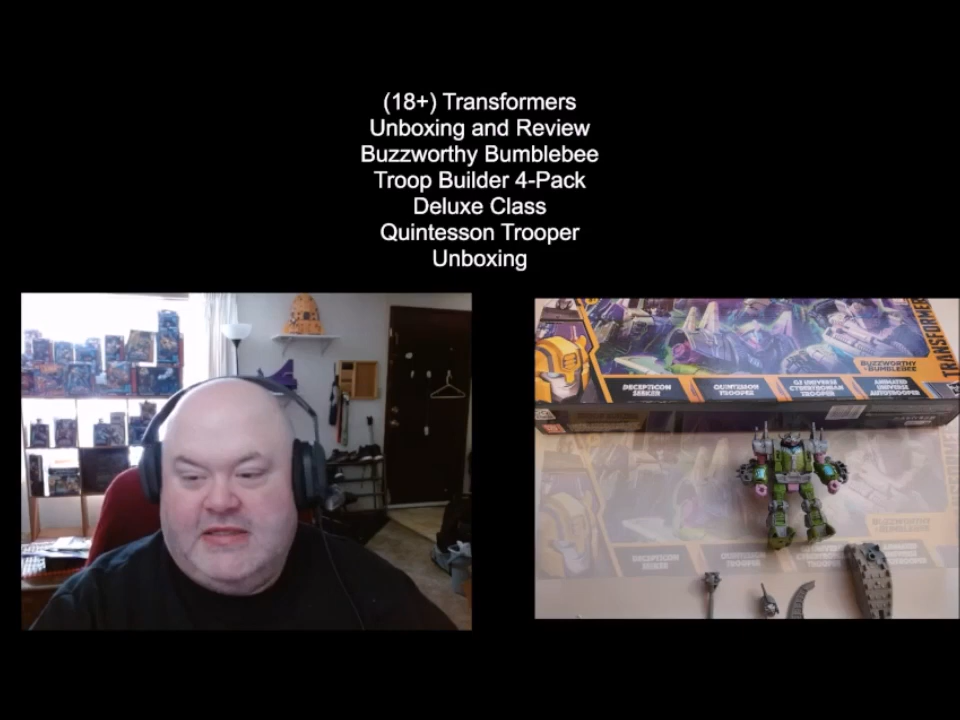 (18+) Transformers
Unboxing and Review
Buzzworthy Bumblebee
Troop Builder 4-Pack
Deluxe Class
Quintesson Trooper
Unboxing
TRANSFORMERS
BUZZWORTHY
BUMBLEBEE
DECEPTICON
SEEKER
QUINTESSON
TROOPER
G1 UNIVERSE
CYBERTRONIAN
TROOPER
ANIMATED
UNIVERSE
AUTOTROOPER